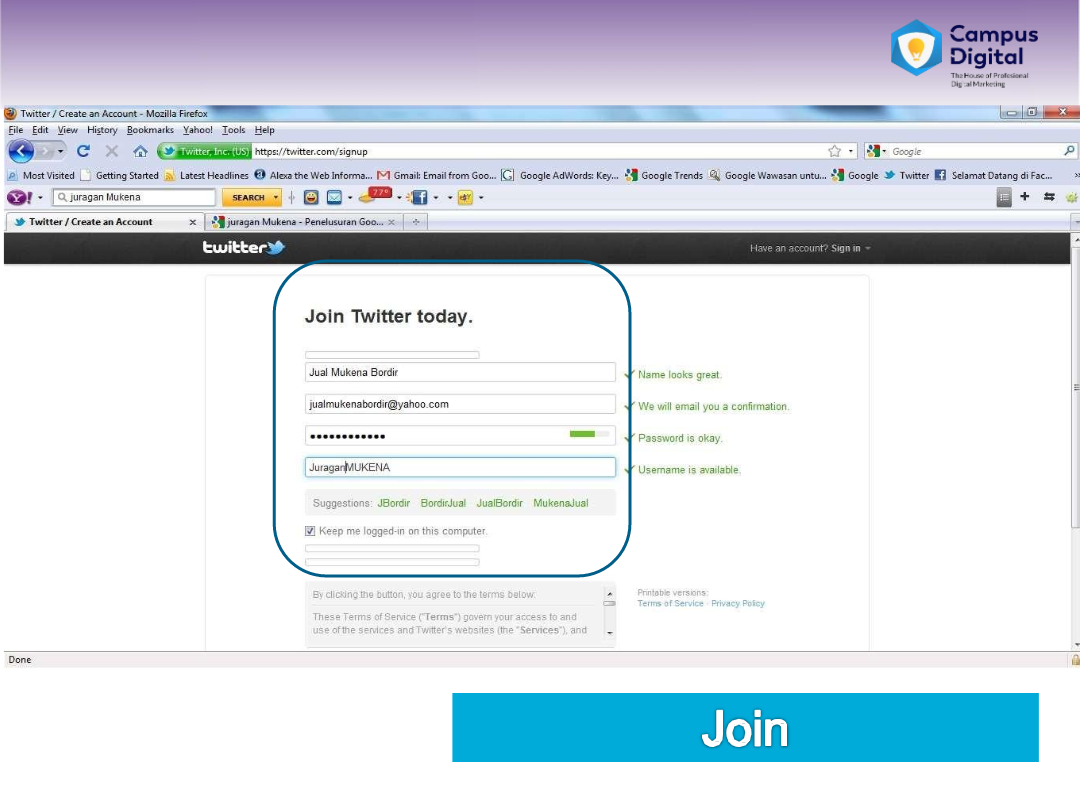 Campus
Digital
The House of Profesional
Digital Marketing
Twitter / Create an Account - Mozilla Firefox
File Edit View History Bookmarks Yahoo! Tools Help
Twitter, Inc. (US) https://twitter.com/signup
Google
Most Visited Getting Started Latest Headlines Alexa the Web Informa... Gmail: Email from Goo... Google AdWords: Key... Google Trends Google Wawasan untu... Google Twitter Selamat Datang di Fac... »
Y! juragan Mukena SEARCH 77°
Twitter / Create an Account x juragan Mukena - Penelusuran Goo... x
twitter Have an account? Sign in
Join Twitter today.
Jual Mukena Bordir Name looks great.
jualmukenabordir@yahoo.com We will email you a confirmation.
•••••••••••• Password is okay.
JuraganMUKENA Username is available.
Suggestions: JBordir BordirJual JualBordir MukenaJual
Keep me logged-in on this computer.
By clicking the button, you agree to the terms below:
Printable versions:
Terms of Service · Privacy Policy
These Terms of Service ("Terms") govern your access to and
use of the services and Twitter's websites (the "Services"), and
Done
Join